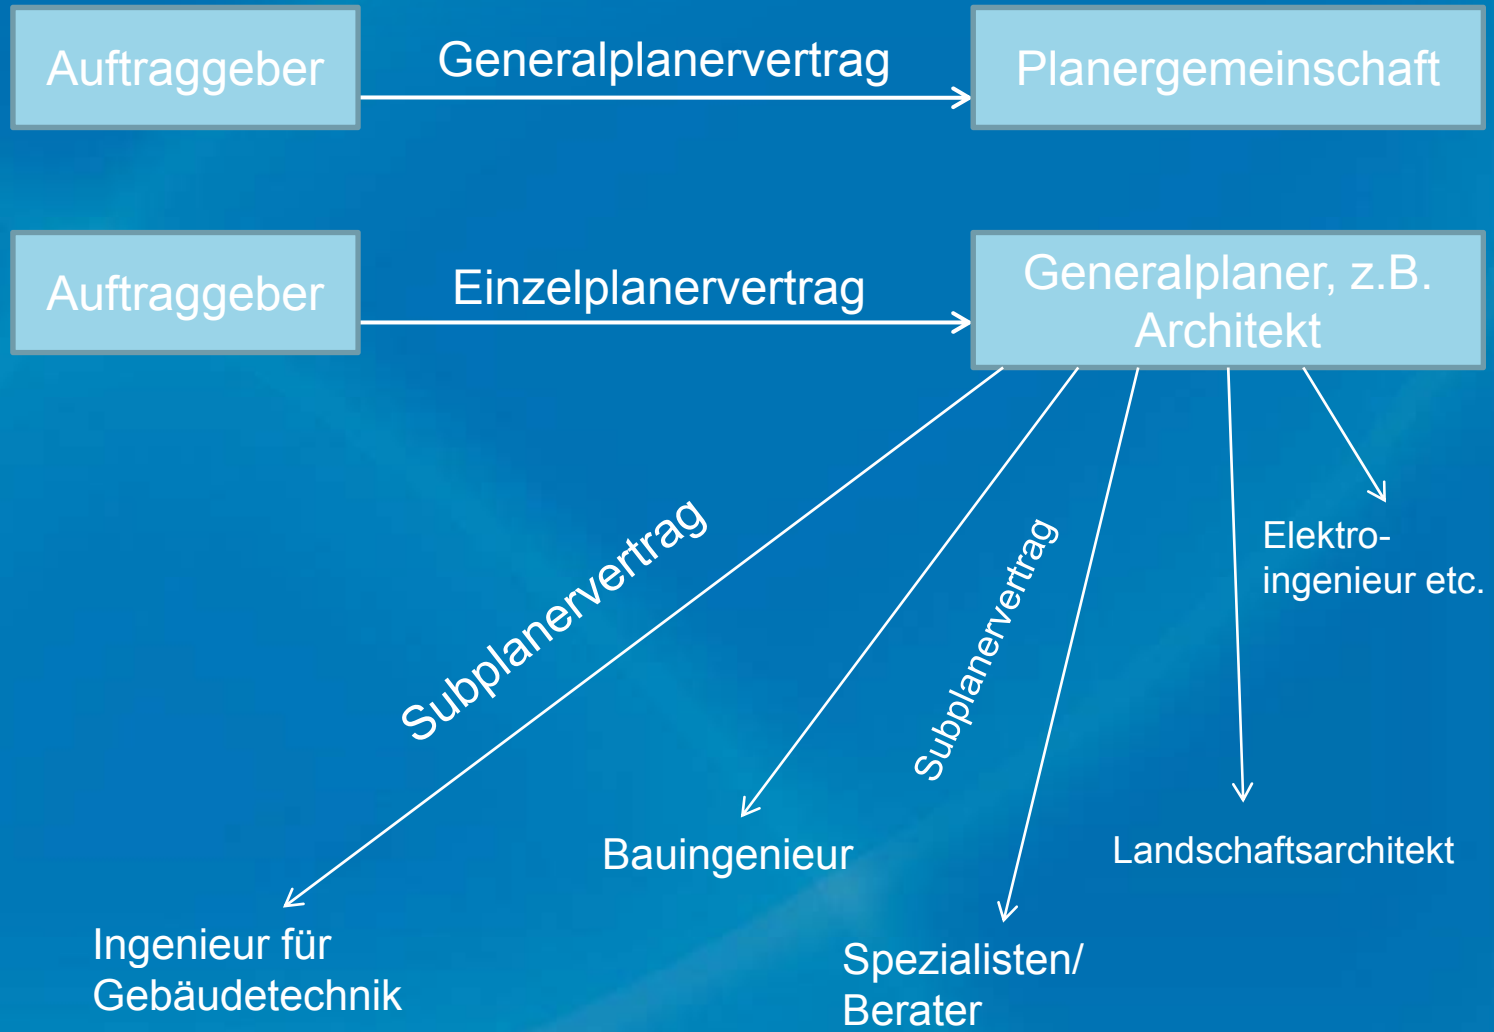 Auftraggeber
Generalplanervertrag
Planergemeinschaft
Auftraggeber
Einzelplanervertrag
Generalplaner, z.B.
Architekt
Subplanervertrag
Subplanervertrag
Elektro-
ingenieur etc.
Bauingenieur
Landschaftsarchitekt
Ingenieur für
Gebäudetechnik
Spezialisten/
Berater